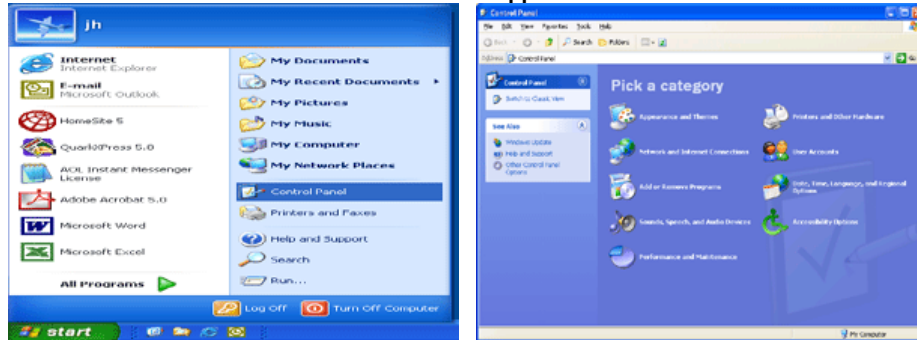 jh
Internet
Internet Explorer
E-mail
Microsoft Outlook
HomeSite 5
QuarkXPress 5.0
AOL Instant Messenger
License
Adobe Acrobat 5.0
Microsoft Word
Microsoft Excel
All Programs
My Documents
My Recent Documents
My Pictures
My Music
My Computer
My Network Places
Control Panel
Printers and Faxes
Help and Support
Search
Run...
Log Off
Turn Off Computer
start
Control Panel
File Edit View Favorites Tools Help
Back Search Folders
Address Control Panel
Control Panel
Switch to Classic View
See Also
Windows Update
Help and Support
Other Control Panel
Options
Pick a category
Appearance and Themes
Printers and Other Hardware
Network and Internet Connections
User Accounts
Add or Remove Programs
Date, Time, Language, and Regional
Options
Sounds, Speech, and Audio Devices
Accessibility Options
Performance and Maintenance
My Computer